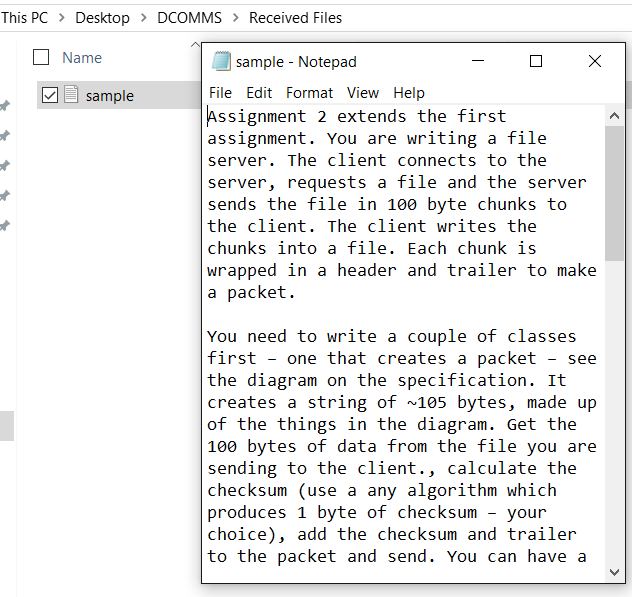 This PC > Desktop > DCOMMS > Received Files
Name
sample
sample - Notepad
File Edit Format View Help
Assignment 2 extends the first
assignment. You are writing a file
server. The client connects to the
server, requests a file and the server
sends the file in 100 byte chunks to
the client. The client writes the
chunks into a file. Each chunk is
wrapped in a header and trailer to make
a packet.
You need to write a couple of classes
first – one that creates a packet – see
the diagram on the specification. It
creates a string of ~105 bytes, made up
of the things in the diagram. Get the
100 bytes of data from the file you are
sending to the client., calculate the
checksum (use a any algorithm which
produces 1 byte of checksum – your
choice), add the checksum and trailer
to the packet and send. You can have a